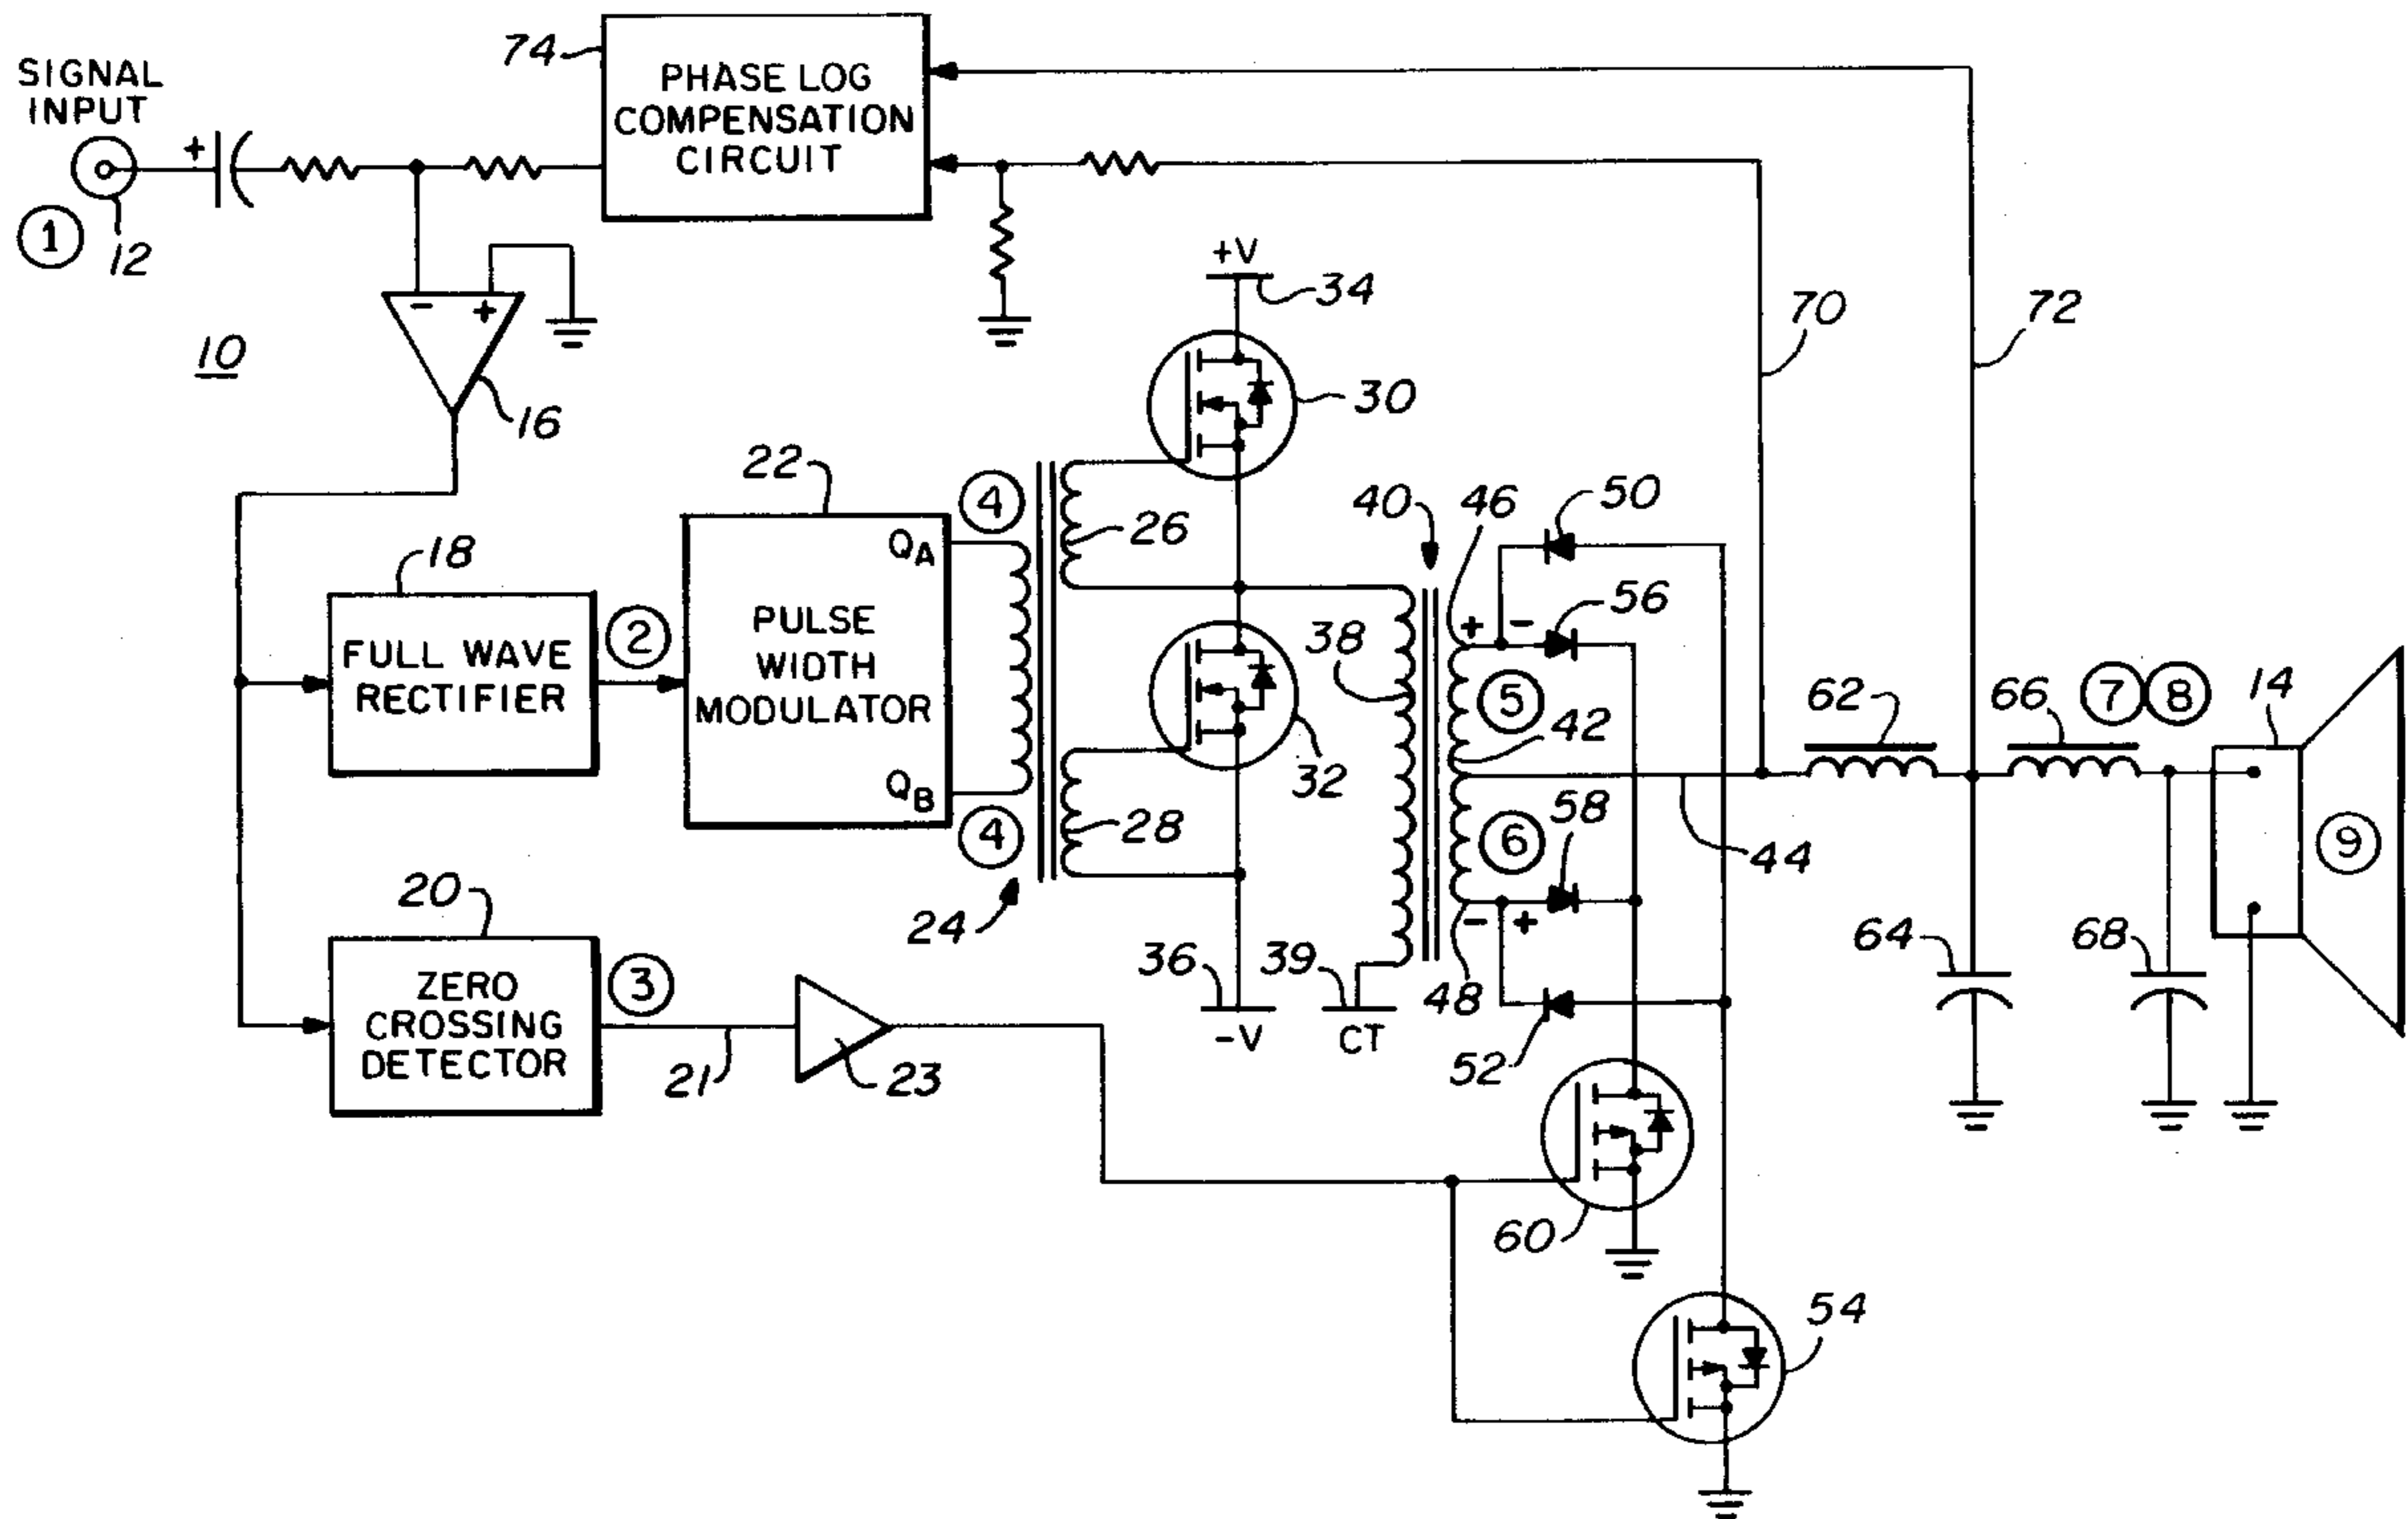 SIGNAL
INPUT
+
1
12
74
PHASE LOG
COMPENSATION
CIRCUIT
- +
16
10
+V
34
30
70
72
22
4
QA
26
PULSE
WIDTH
MODULATOR
QB
4
28
24
32
36
-V
18
FULL WAVE
RECTIFIER
2
20
ZERO
CROSSING
DETECTOR
3
21
23
40
46
50
56
+ -
38
5
42
6
58
44
- +
48
39
CT
52
62
66
7 8
14
9
64
68
60
54